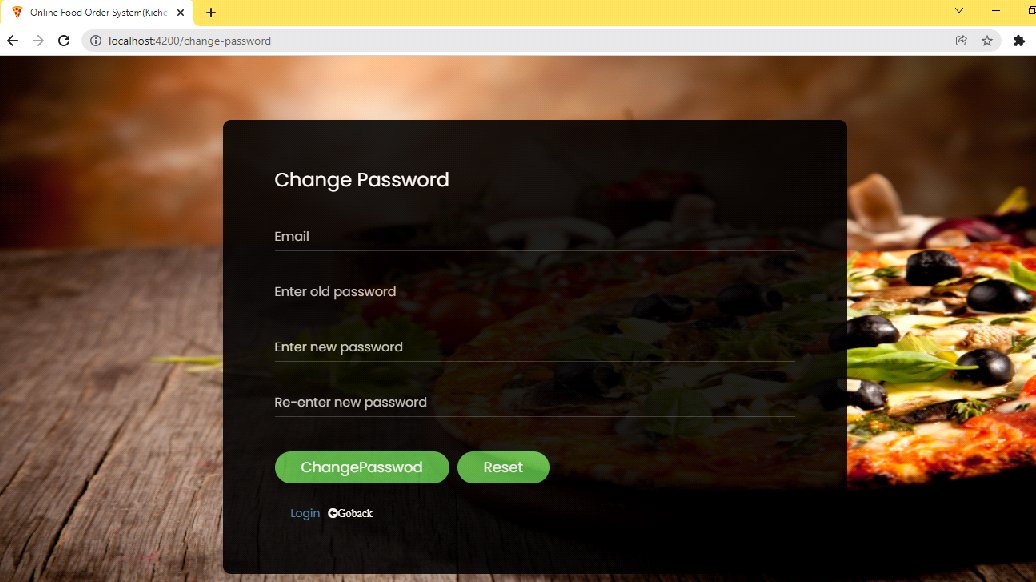 Online Food Order System(Kiche
localhost:4200/change-password
Change Password
Email
Enter old password
Enter new password
Re-enter new password
ChangePasswod
Reset
Login
Goback